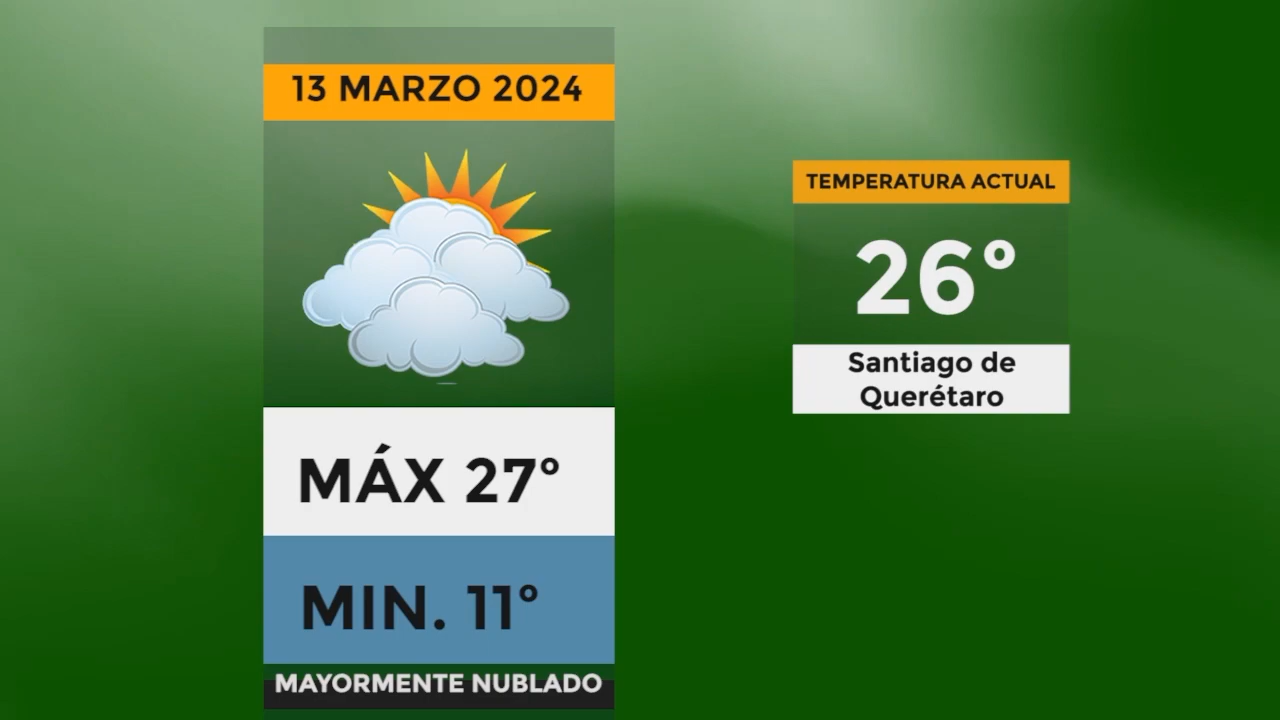 13 MARZO 2024
MÁX 27°
MIN. 11°
MAYORMENTE NUBLADO
TEMPERATURA ACTUAL
26°
Santiago de
Querétaro